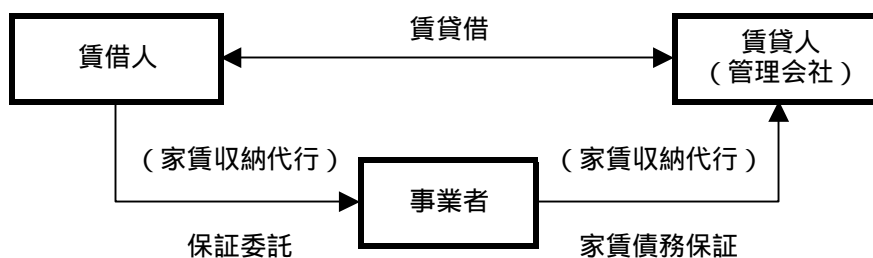 賃貸借
賃借人
賃貸人
（管理会社）
（家賃収納代行）
（家賃収納代行）
事業者
保証委託
家賃債務保証